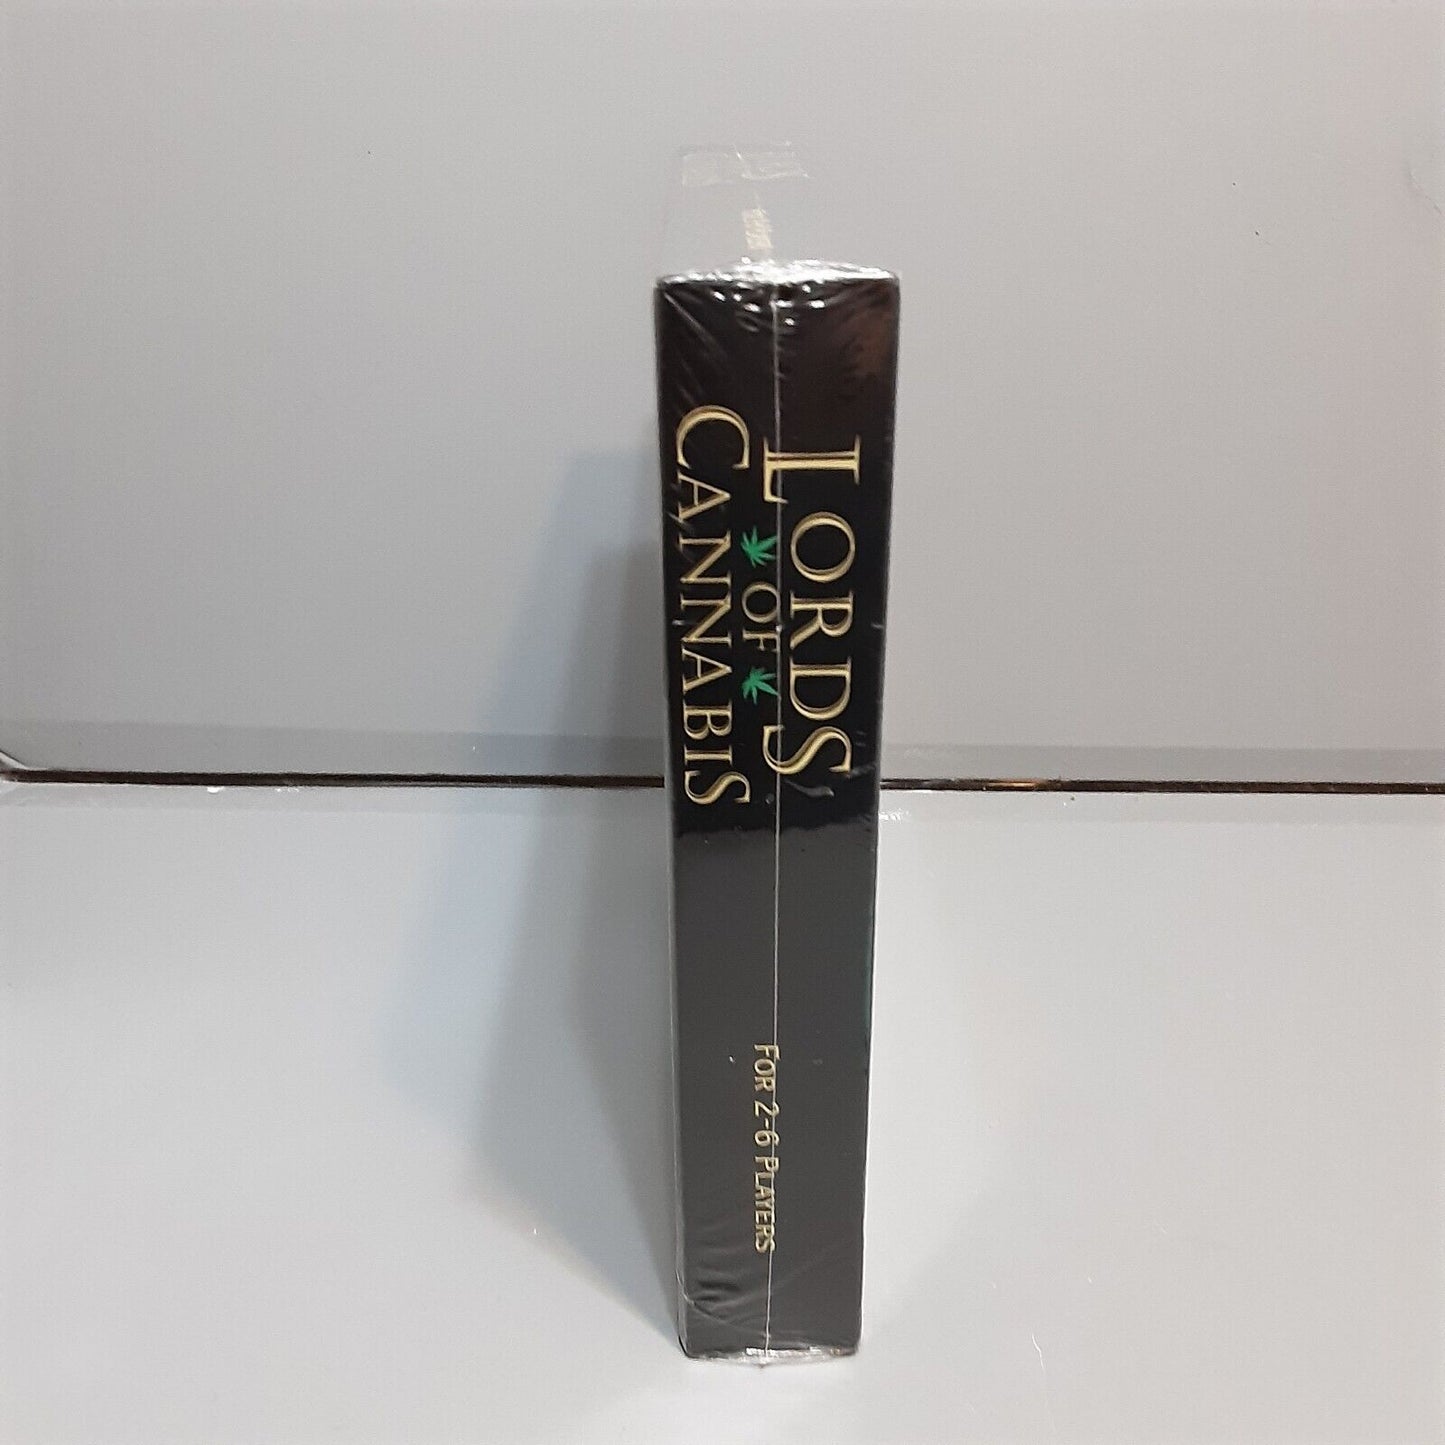 LORDS
OF
CANNABIS
FOR 2-6 PLAYERS